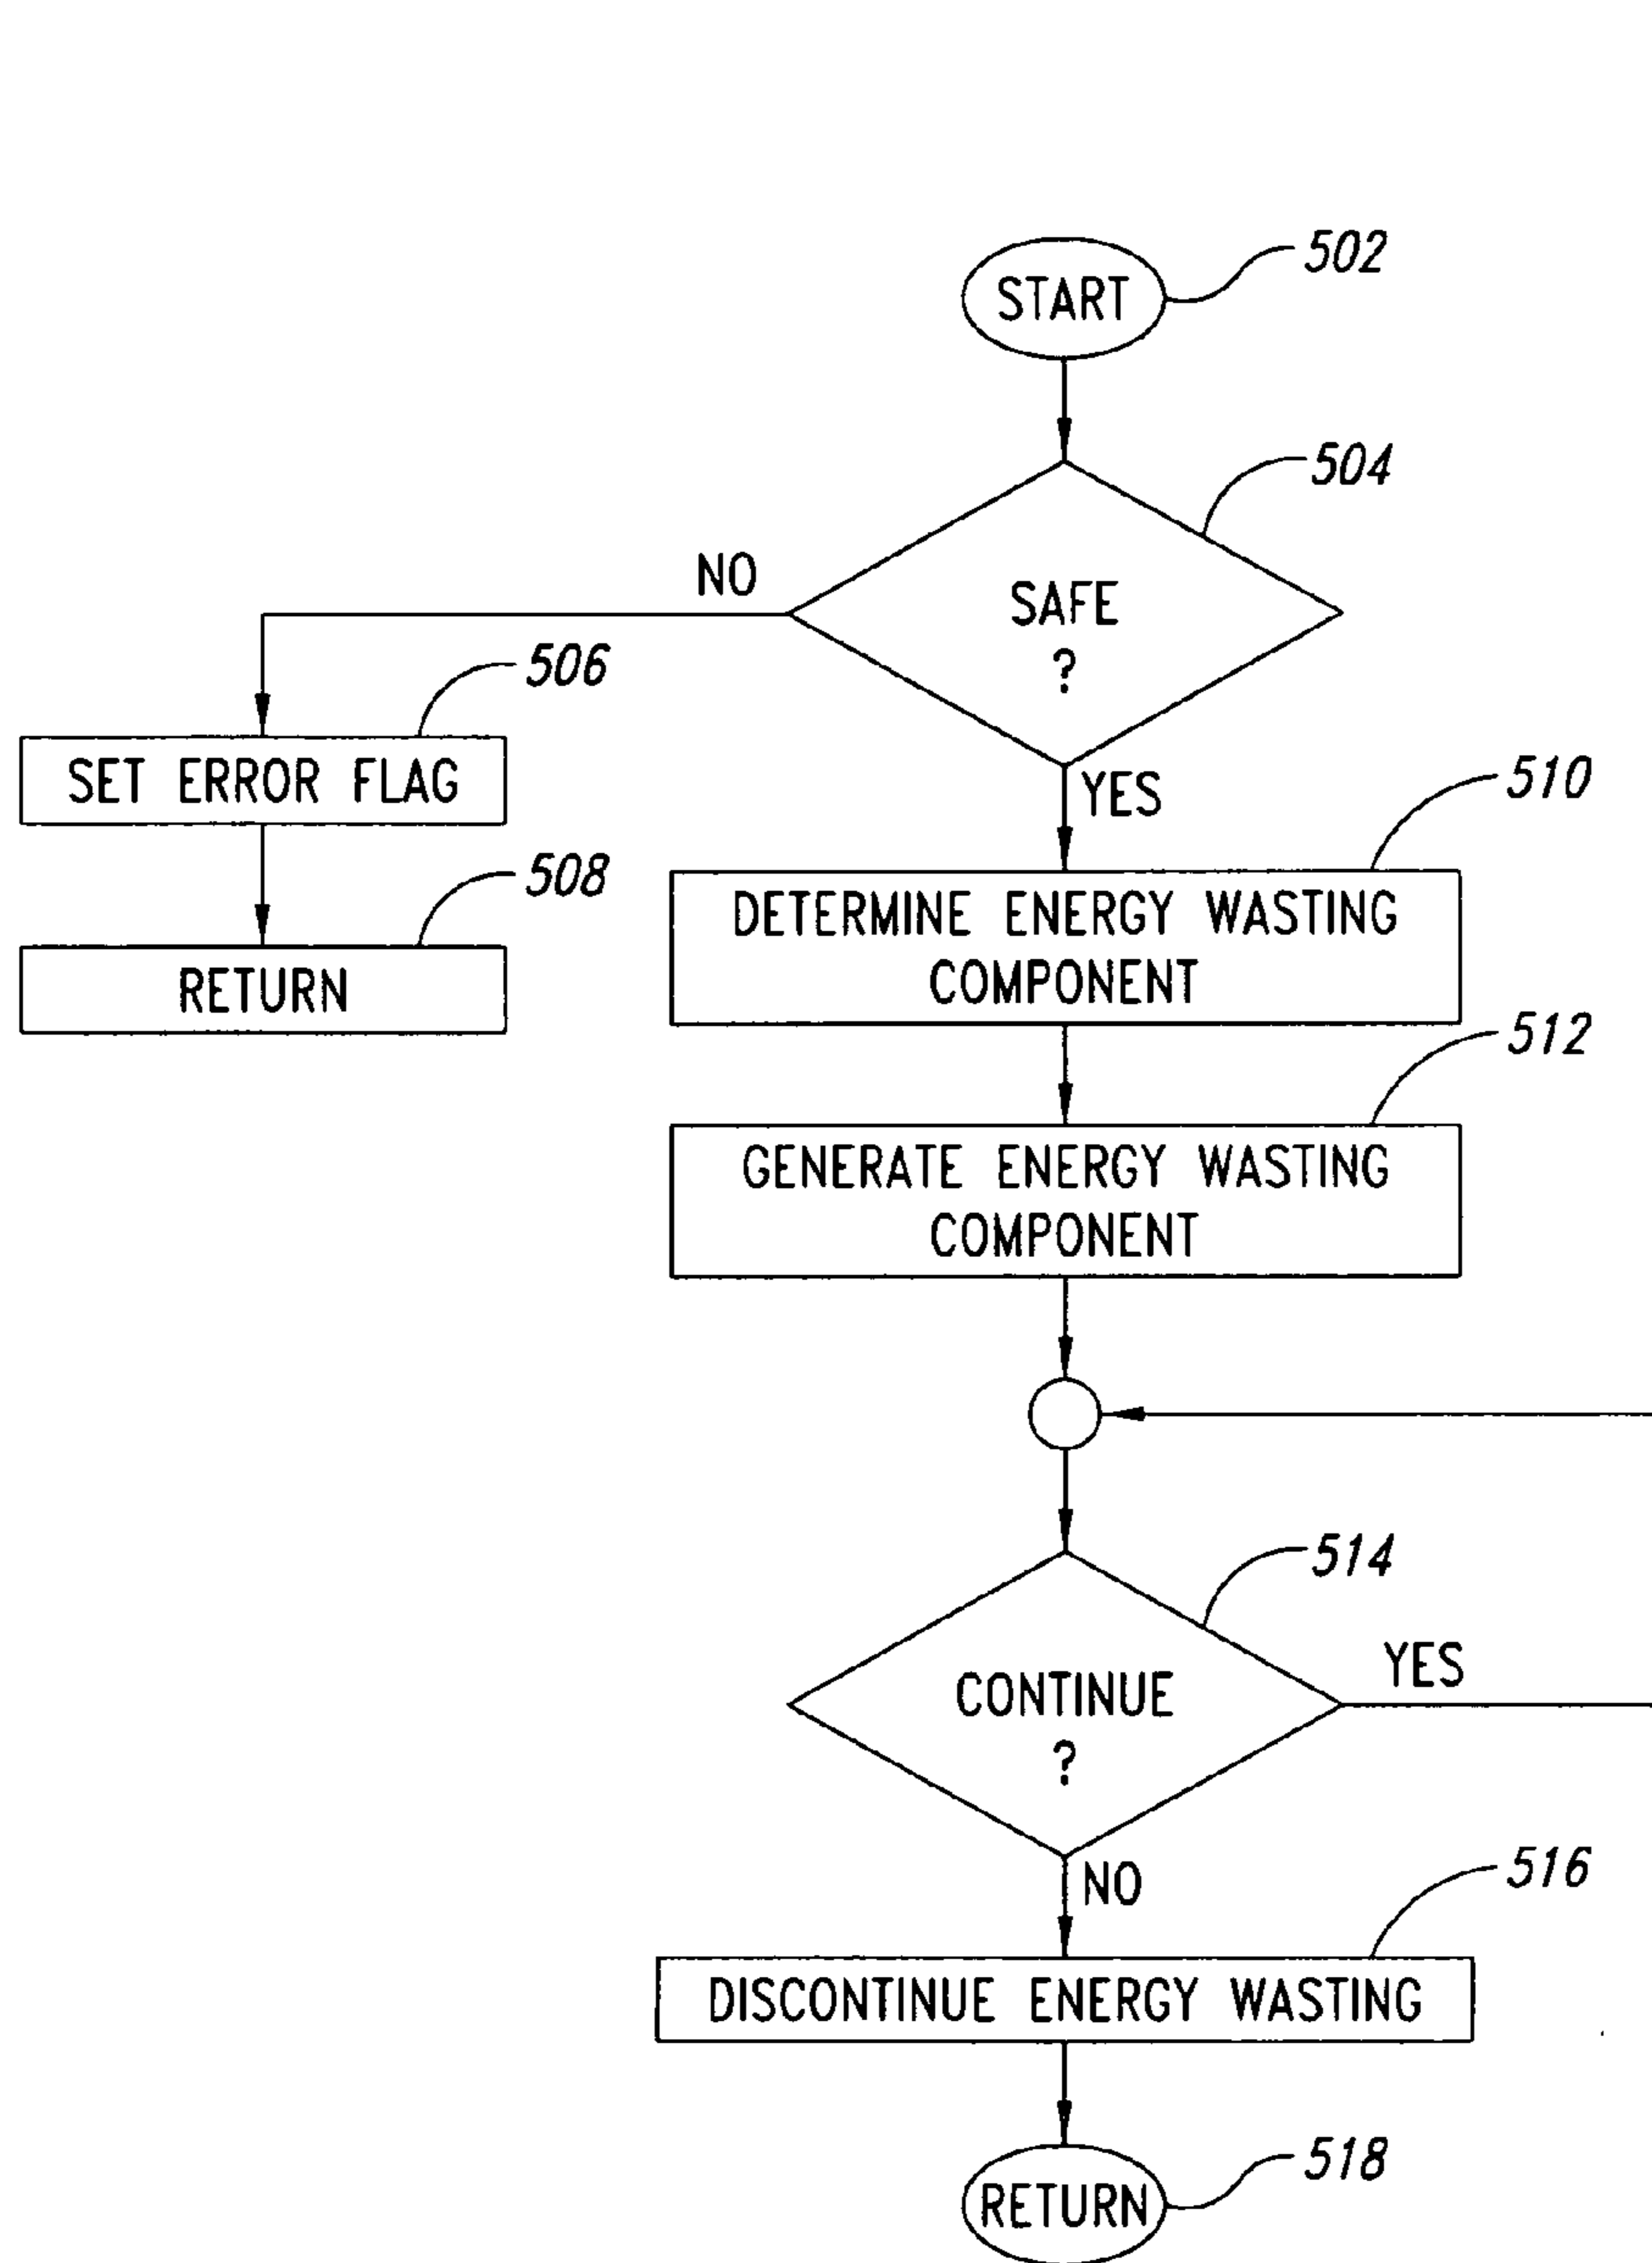 START
502
504
NO
SAFE
?
506
SET ERROR FLAG
YES
510
508
RETURN
DETERMINE ENERGY WASTING
COMPONENT
512
GENERATE ENERGY WASTING
COMPONENT
514
CONTINUE
?
YES
NO
516
DISCONTINUE ENERGY WASTING
518
RETURN